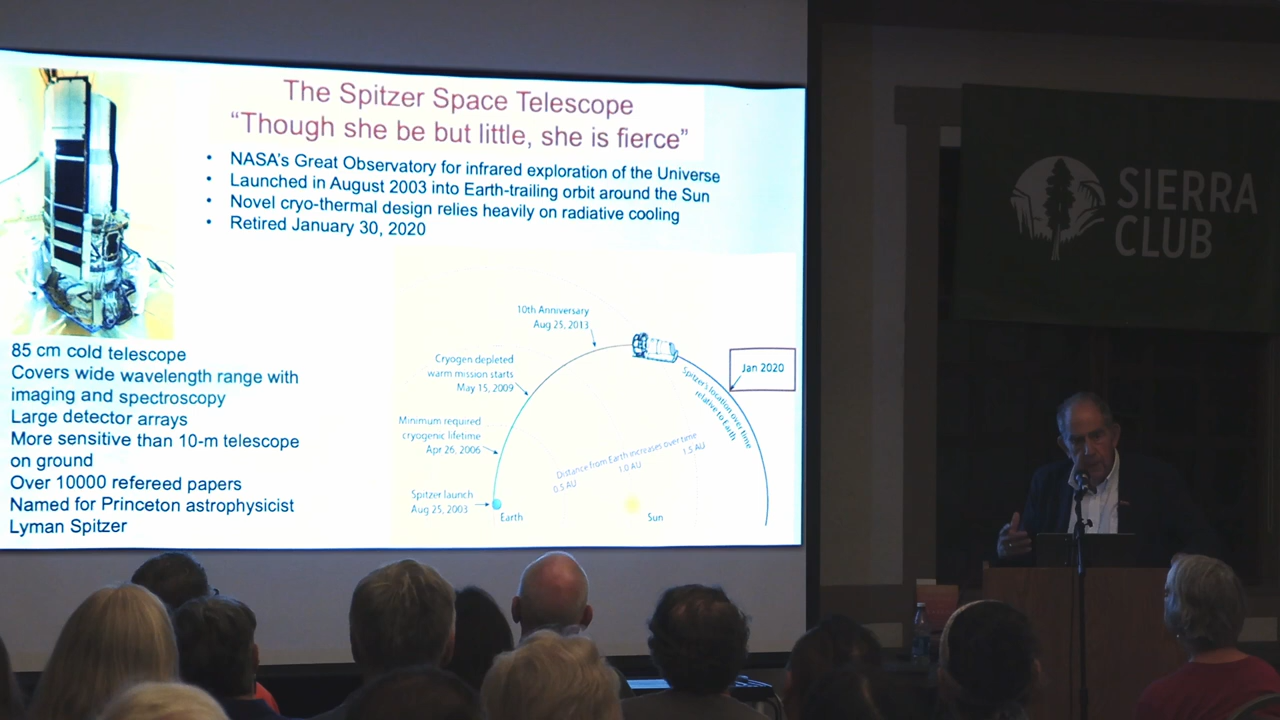 The Spitzer Space Telescope
“Though she be but little, she is fierce”
• NASA's Great Observatory for infrared exploration of the Universe
• Launched in August 2003 into Earth-trailing orbit around the Sun
• Novel cryo-thermal design relies heavily on radiative cooling
• Retired January 30, 2020
85 cm cold telescope
Covers wide wavelength range with
imaging and spectroscopy
Large detector arrays
More sensitive than 10-m telescope
on ground
Over 10000 refereed papers
Named for Princeton astrophysicist
Lyman Spitzer
10th Anniversary
Aug 25, 2013
Cryogen depleted
warm mission starts
May 15, 2009
Minimum required
cryogenic lifetime
Apr 26, 2006
Spitzer launch
Aug 25, 2003
Earth
Sun
Distance from Earth increases over time
0.5 AU
1.0 AU
1.5 AU
Spitzer's location over time
relative to Earth
Jan 2020
SIERRA
CLUB